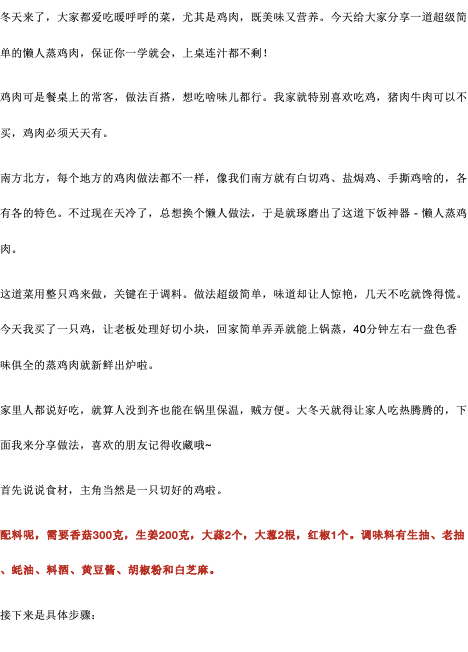 冬天来了，大家都爱吃暖呼呼的菜，尤其是鸡肉，既美味又营养。今天给大家分享一道超级简
单的懒人蒸鸡肉，保证你一学就会，上桌连汁都不剩！
鸡肉可是餐桌上的常客，做法百搭，想吃啥味儿都行。我家就特别喜欢吃鸡，猪肉牛肉可以不
买，鸡肉必须天天有。
南方北方，每个地方的鸡肉做法都不一样，像我们南方就有白切鸡、盐焗鸡、手撕鸡啥的，各
有各的特色。不过现在天冷了，总想换个懒人做法，于是就琢磨出了这道下饭神器 - 懒人蒸鸡
肉。
这道菜用整只鸡来做，关键在于调料。做法超级简单，味道却让人惊艳，几天不吃就馋得慌。
今天我买了一只鸡，让老板处理好切小块，回家简单弄弄就能上锅蒸，40分钟左右一盘色香
味俱全的蒸鸡肉就新鲜出炉啦。
家里人都说好吃，就算人没到齐也能在锅里保温，贼方便。大冬天就得让家人吃热腾腾的，下
面我来分享做法，喜欢的朋友记得收藏哦~
首先说说食材，主角当然是一只切好的鸡啦。
配料呢，需要香菇300克，生姜200克，大蒜2个，大葱2根，红椒1个。调味料有生抽、老抽
、蚝油、料酒、黄豆酱、胡椒粉和白芝麻。
接下来是具体步骤：